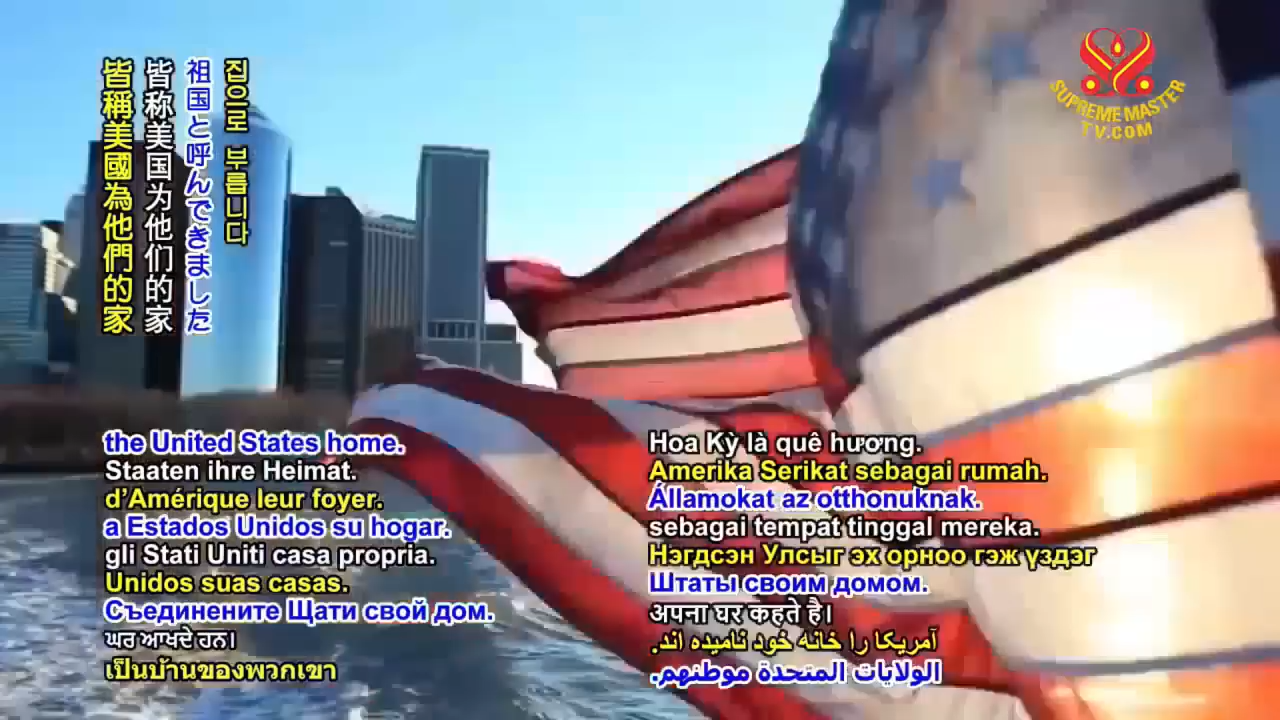 집으로 부릅니다
祖国と呼んできました
皆称美国为他们的家
皆稱美國為他們的家
SUPREME MASTER
TV.COM
the United States home.
Staaten ihre Heimat.
d’Amérique leur foyer.
a Estados Unidos su hogar.
gli Stati Uniti casa propria.
Unidos suas casas.
Съединените Щати свой дом.
ਘਰ ਆਖਦੇ ਹਨ।
เป็นบ้านของพวกเขา
Hoa Kỳ là quê hương.
Amerika Serikat sebagai rumah.
Államokat az otthonuknak.
sebagai tempat tinggal mereka.
Нэгдсэн Улсыг эх орноо гэж үздэг
Штаты своим домом.
अपना घर कहते है।
آمریکا را خانه خود نامیده اند.
الولايات المتحدة موطنهم.